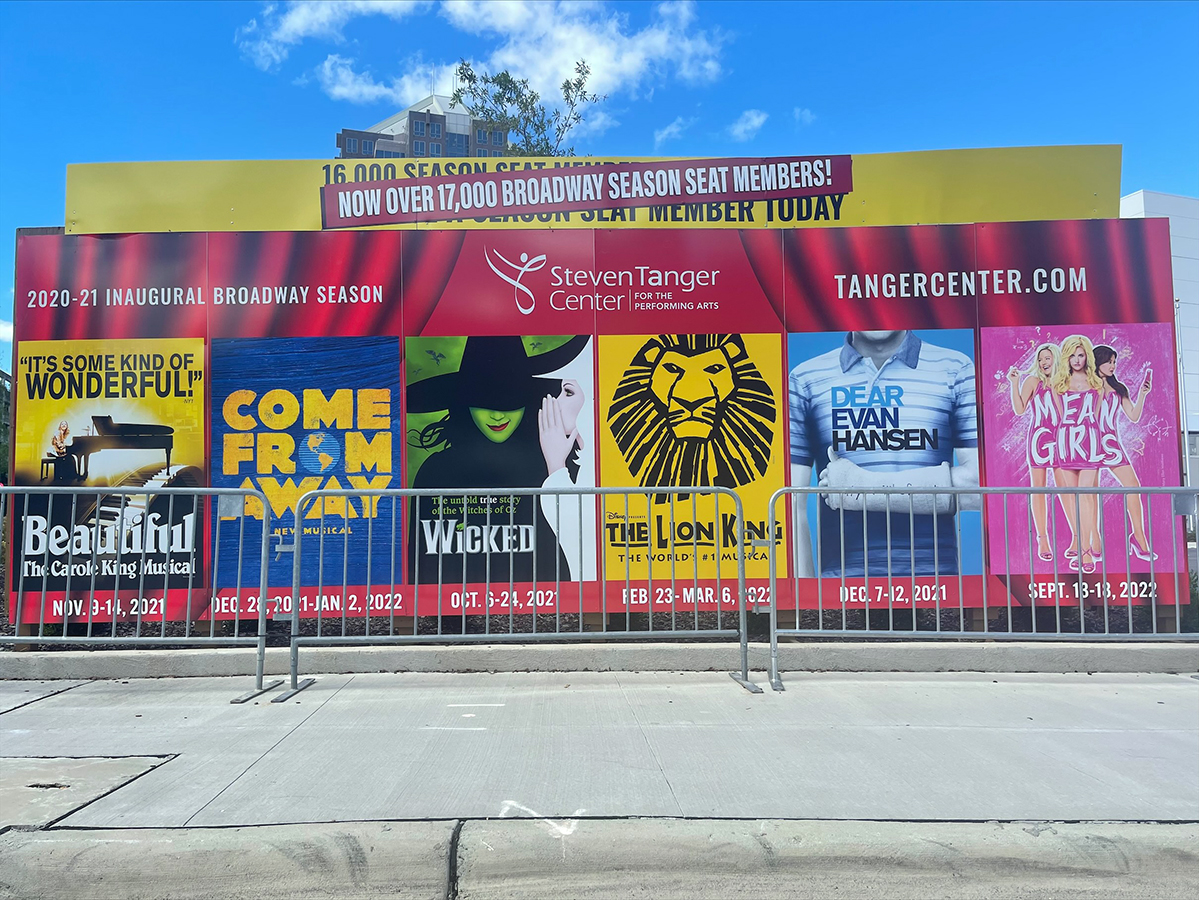 16,000 SEASON SEAT MEMBER
NOW OVER 17,000 BROADWAY SEASON SEAT MEMBERS!
SEASON SEAT MEMBER TODAY
2020-21 INAUGURAL BROADWAY SEASON
StevenTanger
Center
FOR THE
PERFORMING ARTS
TANGERCENTER.COM
"IT'S SOME KIND OF
WONDERFUL!"
NY1
Beautiful
The Carole King Musical
NOV. 9-14, 2021
COME
FROM
AWAY
NEW MUSICAL
DEC. 28, 2021-JAN. 2, 2022
The untold true story
of the Witches of Oz
WICKED
OCT. 6-24, 2021
Disney PRESENTS
THE LION KING
THE WORLD'S #1 MUSICAL
FEB. 23- MAR. 6, 2022
DEAR
EVAN
HANSEN
DEC. 7-12, 2021
MEAN
GIRLS
SEPT. 13-18, 2022